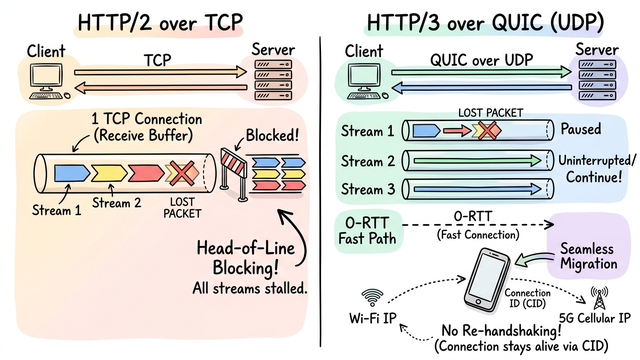 HTTP/2 over TCP
Client
Server
TCP
1 TCP Connection
(Receive Buffer)
Blocked!
Stream 1
Stream 2
LOST
PACKET
Head-of-Line
Blocking!
All streams stalled.
HTTP/3 over QUIC (UDP)
Client
Server
QUIC over UDP
LOST PACKET
Stream 1
Paused
Stream 2
Uninterrupted/
Continue!
Stream 3
0-RTT
Fast Path
0-RTT
(Fast Connection)
Seamless
Migration
Wi-Fi IP
Connection
ID (CID)
5G Cellular IP
No Re-handshaking!
(Connection stays alive via CID)